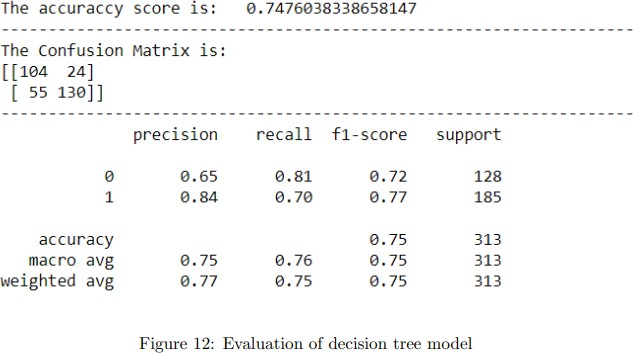 The accuraccy score is:   0.7476038338658147
----------------------------------------------------------------
The Confusion Matrix is:
[[104  24]
 [ 55 130]]
----------------------------------------------------------------
              precision    recall  f1-score   support

           0       0.65      0.81      0.72       128
           1       0.84      0.70      0.77       185

    accuracy                           0.75       313
   macro avg       0.75      0.76      0.75       313
weighted avg       0.77      0.75      0.75       313

Figure 12: Evaluation of decision tree model